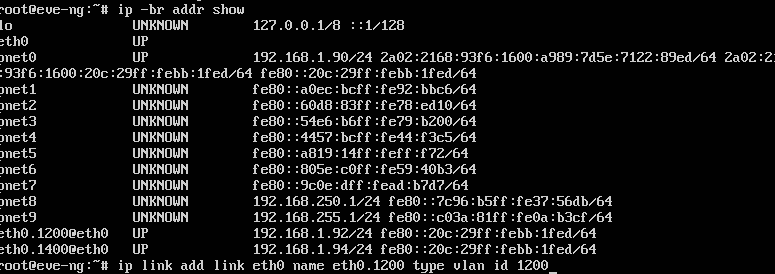 root@eve-ng:~# ip -br addr show
lo UNKNOWN 127.0.0.1/8 ::1/128
eth0 UP
pnet0 UP 192.168.1.90/24 2a02:2168:93f6:1600:a989:7d5e:7122:89ed/64 2a02:21
:93f6:1600:20c:29ff:febb:1fed/64 fe80::20c:29ff:febb:1fed/64
pnet1 UNKNOWN fe80::a0ec:bcff:fe92:bbc6/64
pnet2 UNKNOWN fe80::60d8:83ff:fe78:ed10/64
pnet3 UNKNOWN fe80::54e6:b6ff:fe79:b200/64
pnet4 UNKNOWN fe80::4457:bcff:fe44:f3c5/64
pnet5 UNKNOWN fe80::a819:14ff:feff:f72/64
pnet6 UNKNOWN fe80::805e:c0ff:fe59:40b3/64
pnet7 UNKNOWN fe80::9c0e:dff:fead:b7d7/64
pnet8 UNKNOWN 192.168.250.1/24 fe80::7c96:b5ff:fe37:56db/64
pnet9 UNKNOWN 192.168.255.1/24 fe80::c03a:81ff:fe0a:b3cf/64
eth0.1200@eth0 UP 192.168.1.92/24 fe80::20c:29ff:febb:1fed/64
eth0.1400@eth0 UP 192.168.1.94/24 fe80::20c:29ff:febb:1fed/64
root@eve-ng:~# ip link add link eth0 name eth0.1200 type vlan id 1200